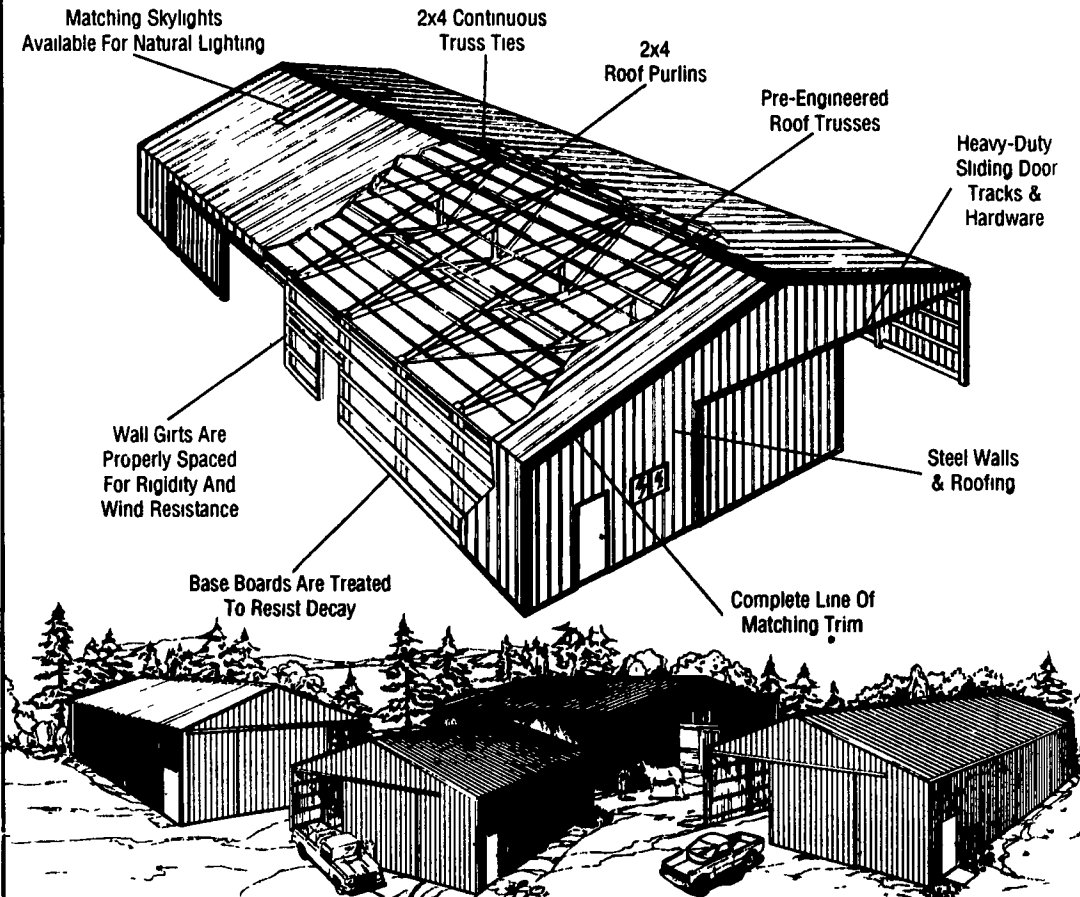 Matching Skylights
Available For Natural Lighting
2x4 Continuous
Truss Ties
2x4
Roof Purlins
Pre-Engineered
Roof Trusses
Heavy-Duty
Sliding Door
Tracks &
Hardware
Wall Girts Are
Properly Spaced
For Rigidity And
Wind Resistance
Steel Walls
& Roofing
Base Boards Are Treated
To Resist Decay
Complete Line Of
Matching Trim